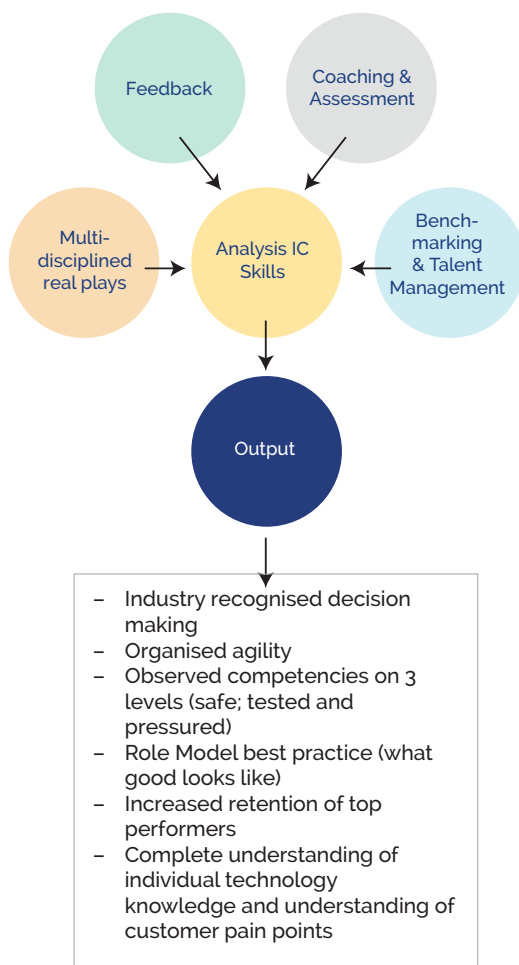 Feedback
Coaching &
Assessment
Multi-
disciplined
real plays
Analysis IC
Skills
Bench-
marking
& Talent
Management
Output
– Industry recognised decision
making
– Organised agility
– Observed competencies on 3
levels (safe; tested and
pressured)
– Role Model best practice (what
good looks like)
– Increased retention of top
performers
– Complete understanding of
individual technology
knowledge and understanding of
customer pain points